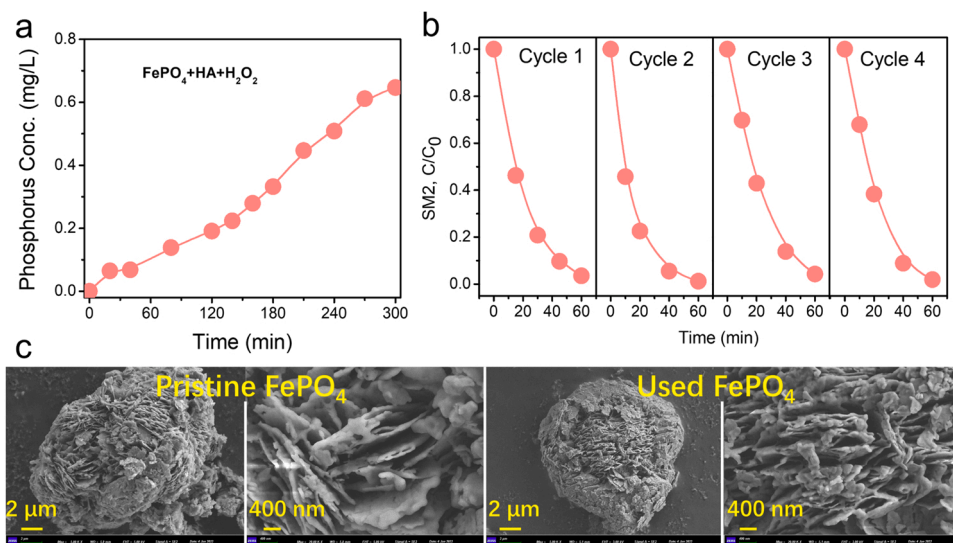 a
Phosphorus Conc. (mg/L)
0.8
0.6
0.4
0.2
0.0
FePO₄+HA+H₂O₂
0 60 120 180 240 300
Time (min)
b
SM2, C/C₀
1.0
0.8
0.6
0.4
0.2
0.0
Cycle 1 Cycle 2 Cycle 3 Cycle 4
0 20 40 60 0 20 40 60 0 20 40 60 0 20 40 60
Time (min)
c
Pristine FePO₄ Used FePO₄
2 μm 400 nm 2 μm 400 nm